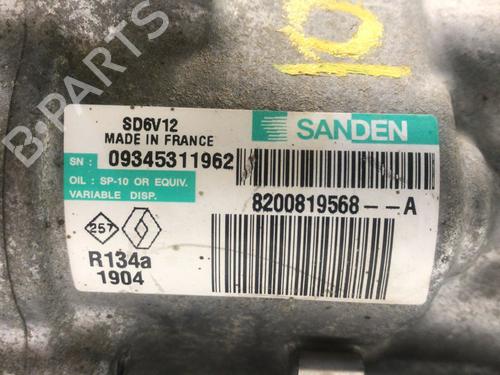 SD6V12
MADE IN FRANCE
SANDEN
SN : 09345311962
OIL : SP-10 OR EQUIV.
VARIABLE DISP.
8200819568--A
257
R134a
1904
B-PARTS